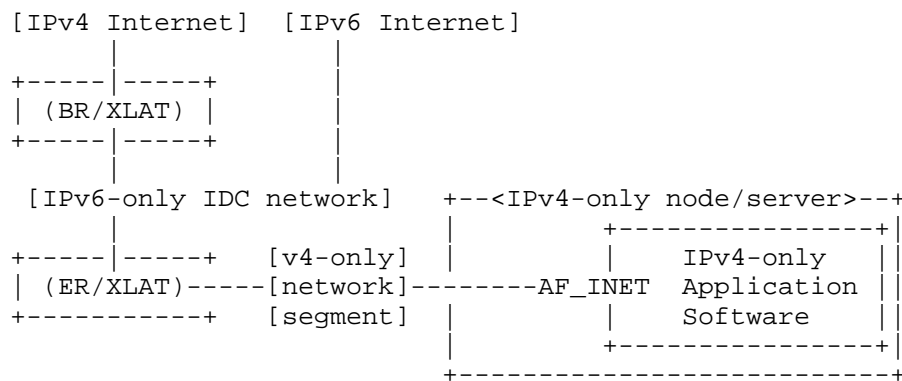 [IPv4 Internet]  [IPv6 Internet]
(BR/XLAT)
[IPv6-only IDC network]  +--<IPv4-only node/server>--+
[v4-only]  IPv4-only
(ER/XLAT)-----[network]--------AF_INET  Application
[segment]  Software